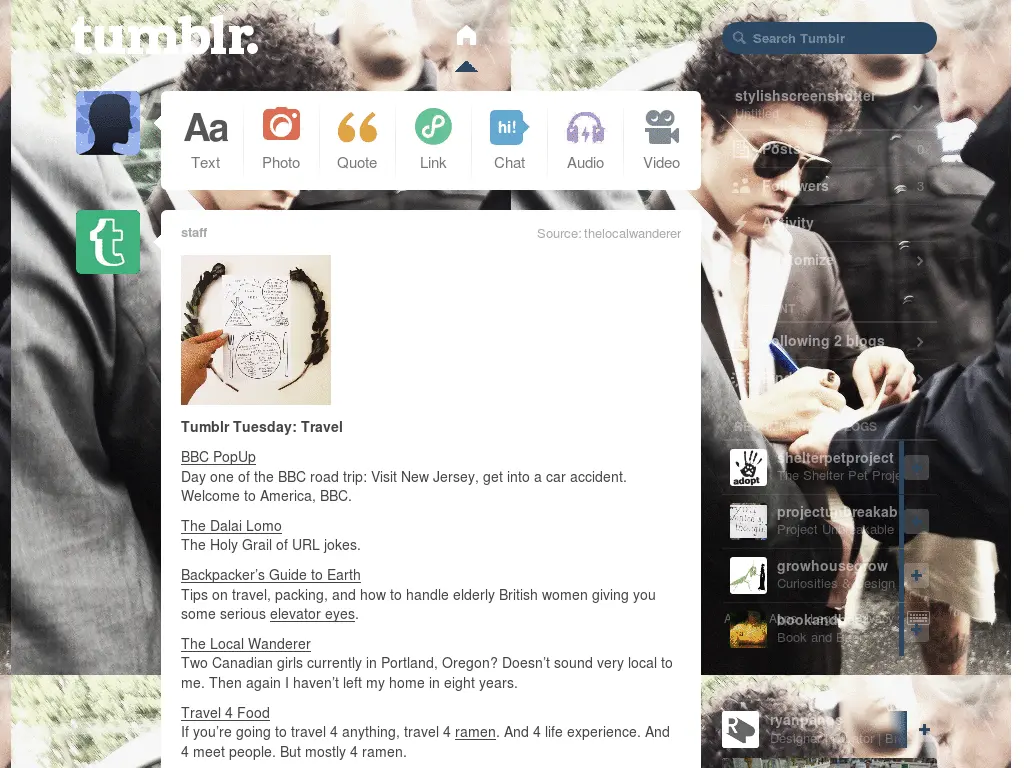 tumblr.
Search Tumblr
Aa
Text
Photo
Quote
Link
hi!
Chat
Audio
Video
stylishscreenshotter
Untitled
Posts
0
Followers
3
Activity
Customize
Following 2 blogs
staff
Source: thelocalwanderer
EAT
Tumblr Tuesday: Travel
BBC PopUp
Day one of the BBC road trip: Visit New Jersey, get into a car accident.
Welcome to America, BBC.
The Dalai Lomo
The Holy Grail of URL jokes.
Backpacker’s Guide to Earth
Tips on travel, packing, and how to handle elderly British women giving you
some serious elevator eyes.
The Local Wanderer
Two Canadian girls currently in Portland, Oregon? Doesn’t sound very local to
me. Then again I haven’t left my home in eight years.
Travel 4 Food
If you’re going to travel 4 anything, travel 4 ramen. And 4 life experience. And
4 meet people. But mostly 4 ramen.
BLOGS
adopt
shelterpetproject
The Shelter Pet Proje
projectunbreakab
Project Unbreakable
growhousegrow
Curiosities & Design
Book and